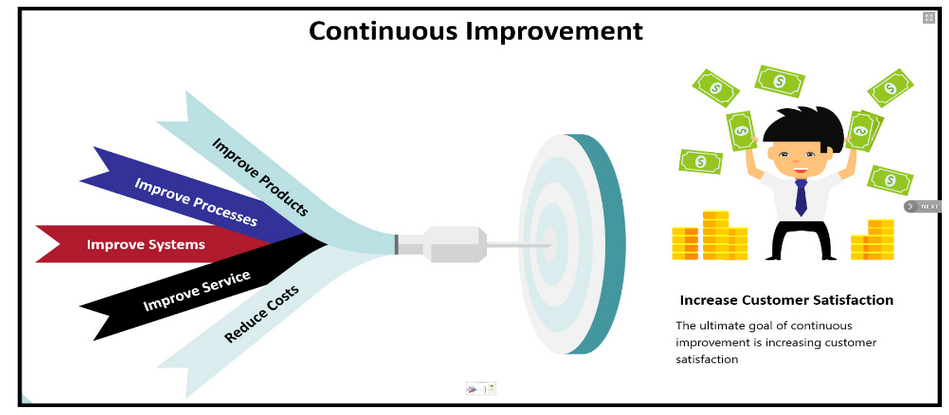 Continuous Improvement
Improve Products
Improve Processes
Improve Systems
Improve Service
Reduce Costs
NEXT
Increase Customer Satisfaction
The ultimate goal of continuous
improvement is increasing customer
satisfaction